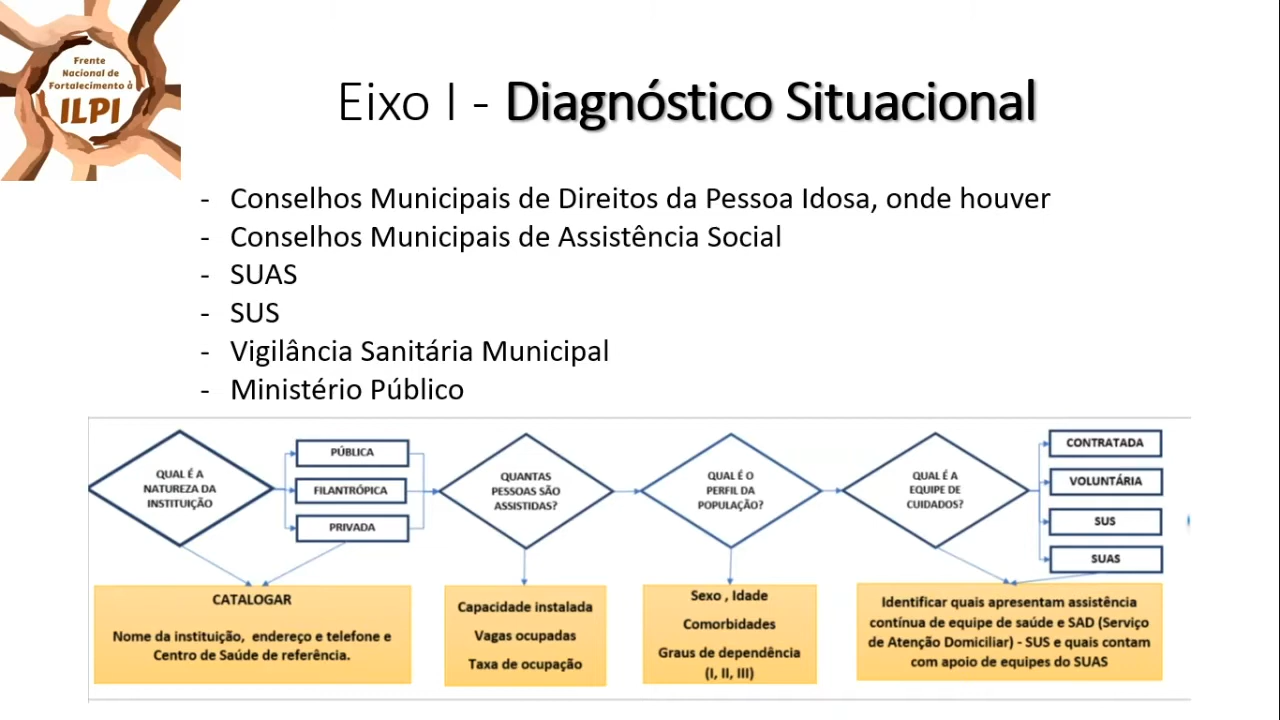 Frente
Nacional de
Fortalecimento à
ILPI
Eixo I - Diagnóstico Situacional
- Conselhos Municipais de Direitos da Pessoa Idosa, onde houver
- Conselhos Municipais de Assistência Social
- SUAS
- SUS
- Vigilância Sanitária Municipal
- Ministério Público
QUAL É A
NATUREZA DA
INSTITUIÇÃO
PÚBLICA
FILANTRÓPICA
PRIVADA
QUANTAS
PESSOAS SÃO
ASSISTIDAS?
QUAL É O
PERFIL DA
POPULAÇÃO?
QUAL É A
EQUIPE DE
CUIDADOS?
CONTRATADA
VOLUNTÁRIA
SUS
SUAS
CATALOGAR
Nome da instituição, endereço e telefone e
Centro de Saúde de referência.
Capacidade instalada
Vagas ocupadas
Taxa de ocupação
Sexo , Idade
Comorbidades
Graus de dependência
(I, II, III)
Identificar quais apresentam assistência
contínua de equipe de saúde e SAD (Serviço
de Atenção Domiciliar) - SUS e quais contam
com apoio de equipes do SUAS